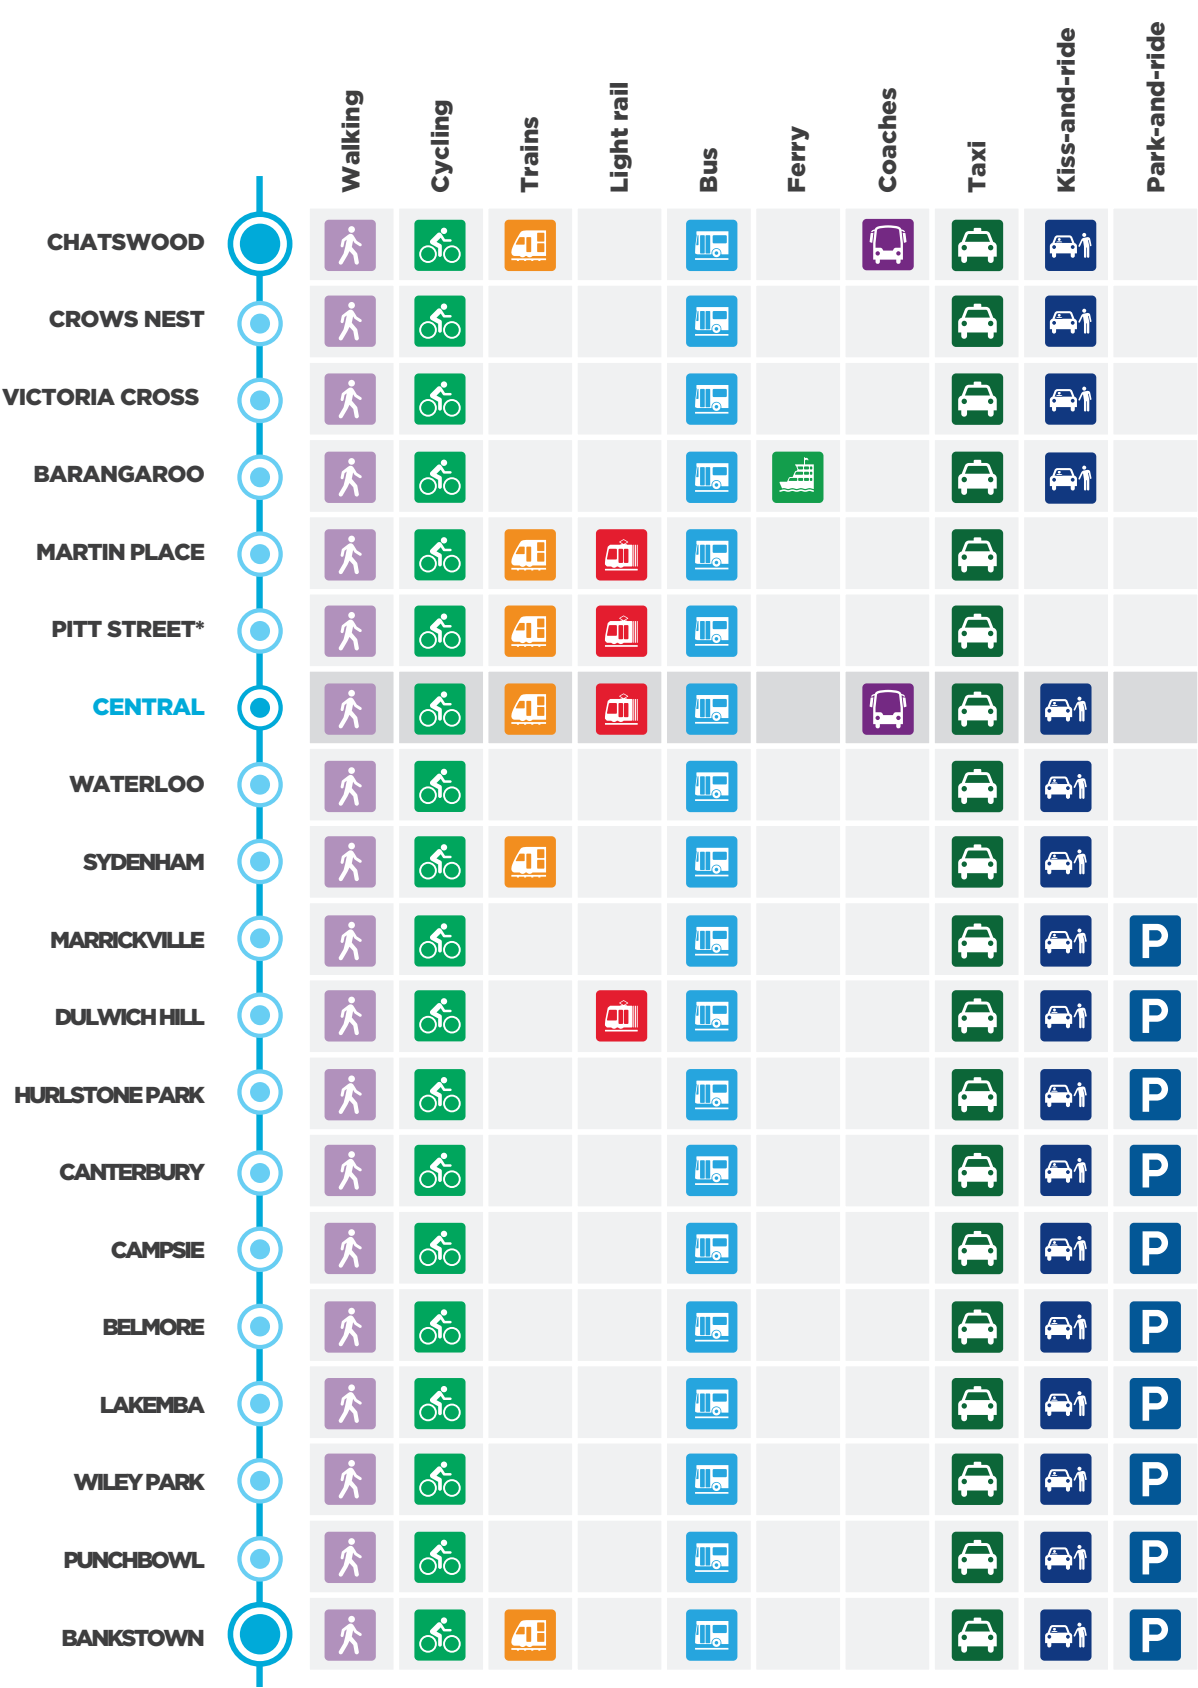 Walking
Cycling
Trains
Light rail
Bus
Ferry
Coaches
Taxi
Kiss-and-ride
Park-and-ride
CHATSWOOD
CROWS NEST
VICTORIA CROSS
BARANGAROO
MARTIN PLACE
PITT STREET*
CENTRAL
WATERLOO
SYDENHAM
MARRICKVILLE
P
DULWICH HILL
P
HURLSTONE PARK
P
CANTERBURY
P
CAMPSIE
P
BELMORE
P
LAKEMBA
P
WILEY PARK
P
PUNCHBOWL
P
BANKSTOWN
P